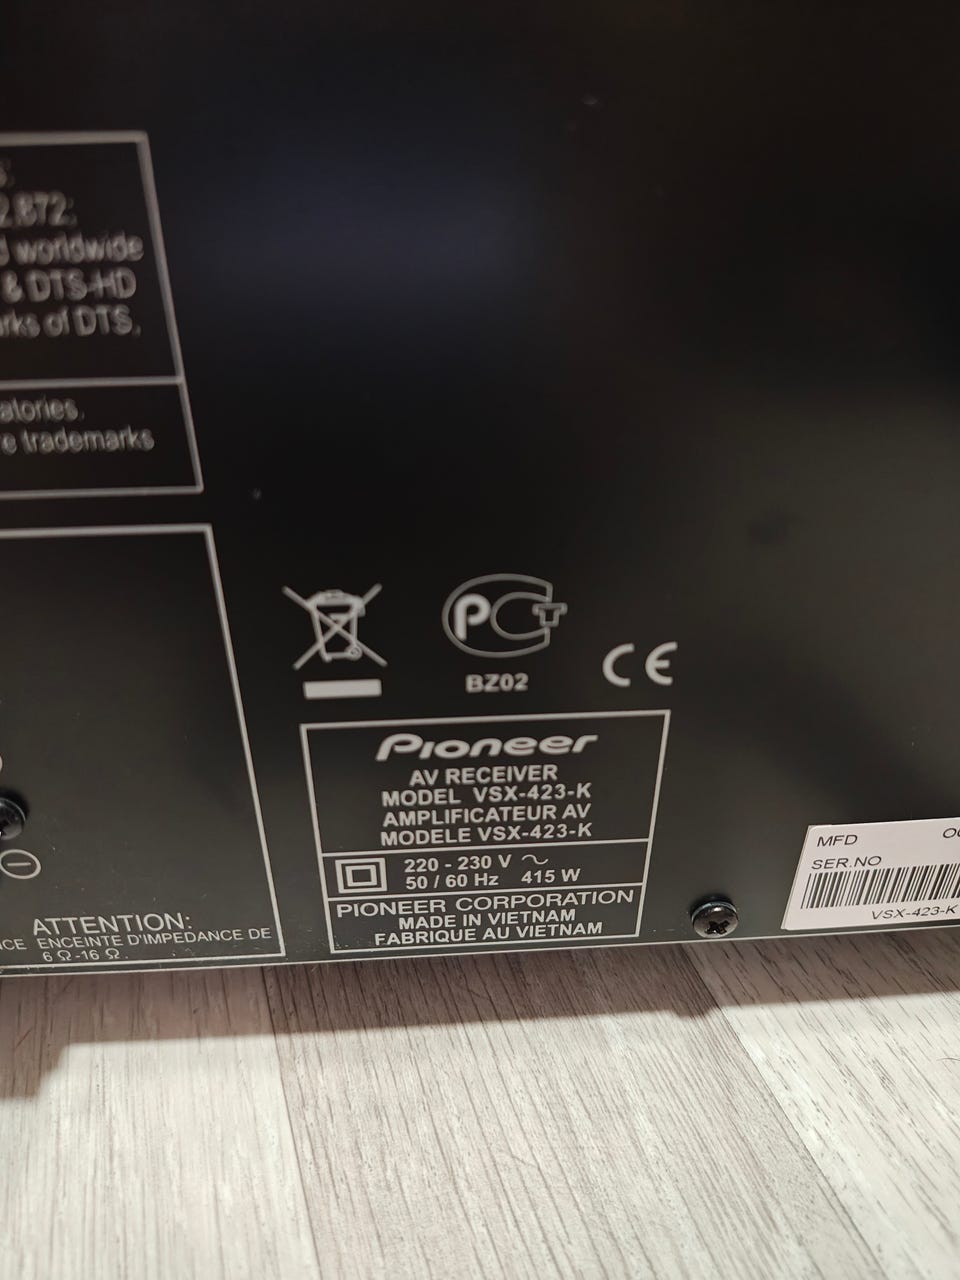 2,872;
worldwide
& DTS-HD
of DTS,
trademarks
PCT
BZ02
CE
Pioneer
AV RECEIVER
MODEL VSX-423-K
AMPLIFICATEUR AV
MODELE VSX-423-K
220 - 230 V ~
50 / 60 Hz 415 W
PIONEER CORPORATION
MADE IN VIETNAM
FABRIQUE AU VIETNAM
ATTENTION:
ENCEINTE D'IMPEDANCE DE
6 Ω -16 Ω.
MFD
SER.NO
VSX-423-K